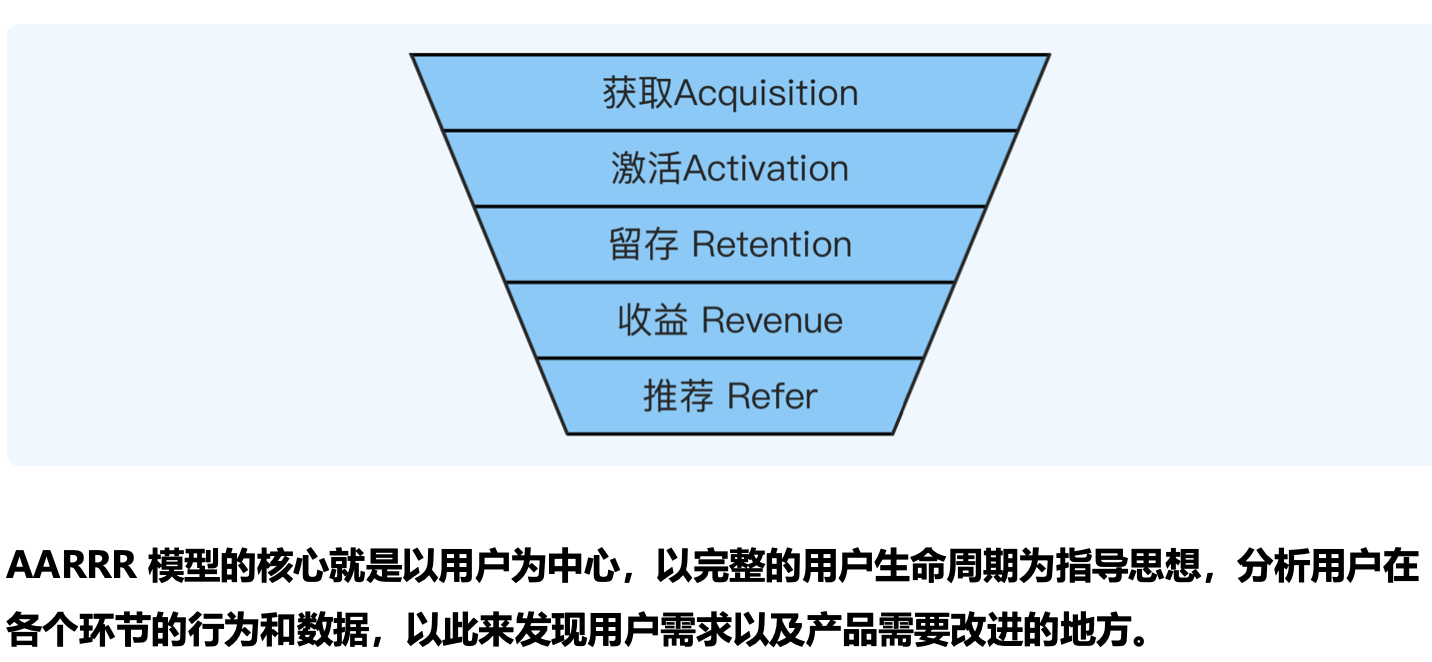 获取Acquisition
激活Activation
留存 Retention
收益 Revenue
推荐 Refer
AARRR 模型的核心就是以用户为中心，以完整的用户生命周期为指导思想，分析用户在
各个环节的行为和数据，以此来发现用户需求以及产品需要改进的地方。